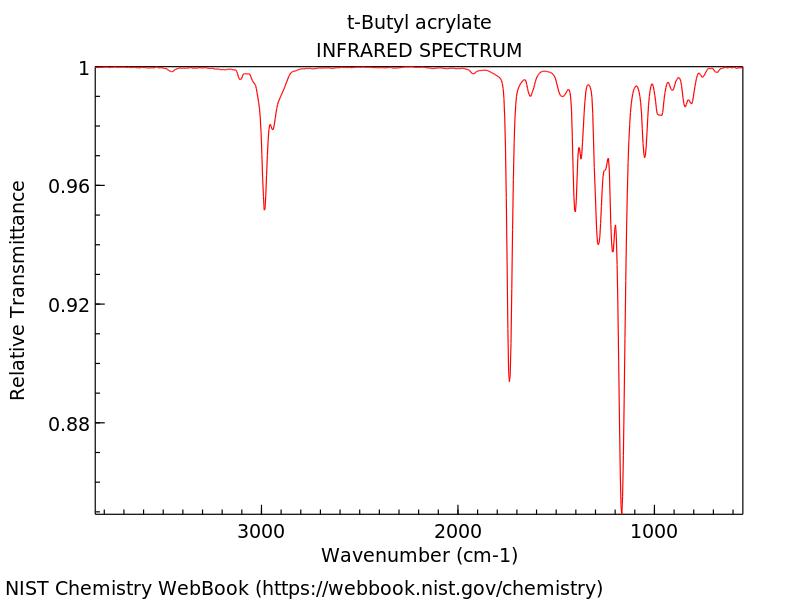 t-Butyl acrylate
INFRARED SPECTRUM
1
0.96
0.92
0.88
Relative Transmittance
3000 2000 1000
Wavenumber (cm-1)
NIST Chemistry WebBook (https://webbook.nist.gov/chemistry)